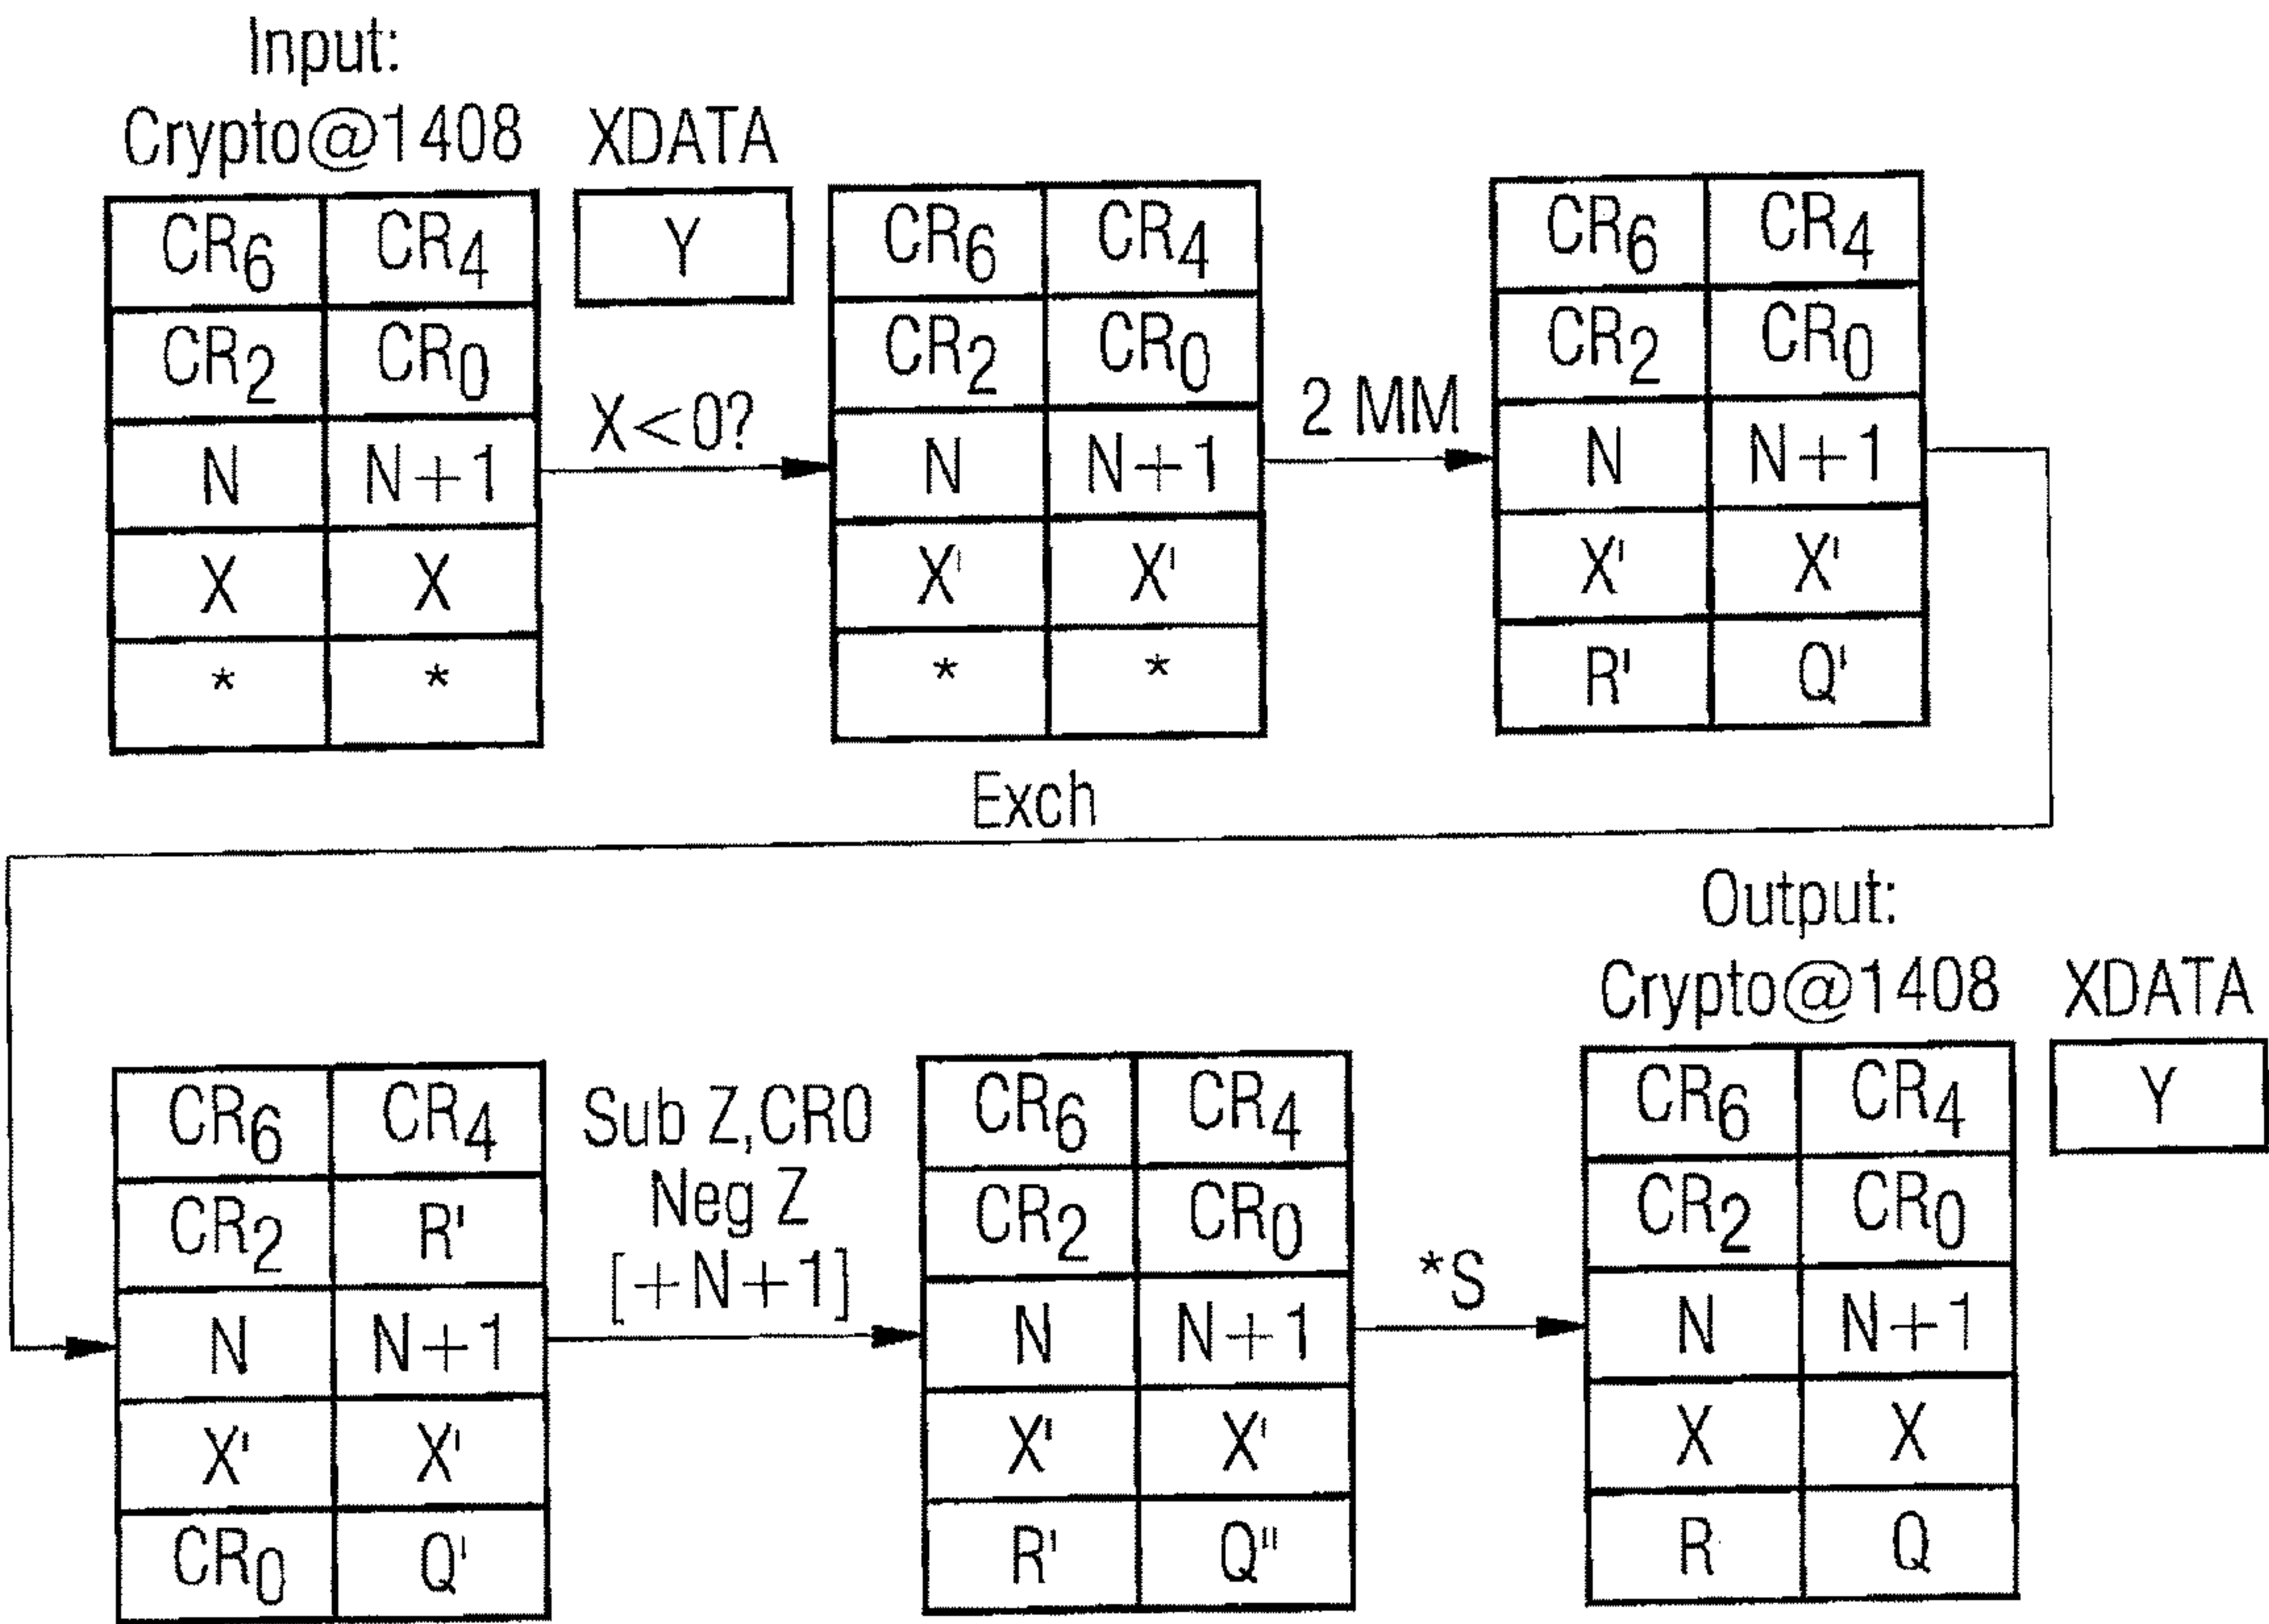 Input:
Crypto@1408 XDATA
CR6 CR4 Y CR6 CR4 CR6 CR4
CR2 CR0 CR2 CR0 CR2 CR0
X<0? 2 MM
N N+1 N N+1 N N+1
X X X' X' X' X'
* * * * R' Q'
Exch
Output:
Crypto@1408 XDATA
CR6 CR4 Sub Z,CR0 CR6 CR4 CR6 CR4 Y
CR2 R' Neg Z CR2 CR0 CR2 CR0
[+N+1] *S
N N+1 N N+1 N N+1
X' X' X' X' X X
CR0 Q' R' Q" R Q